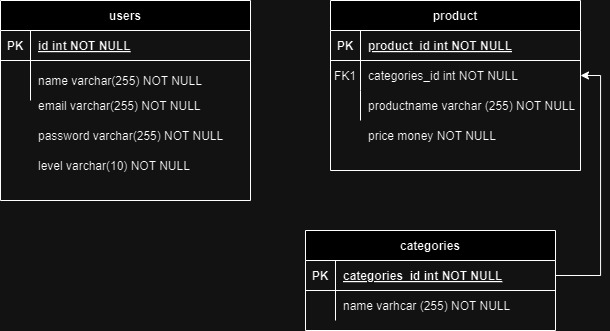 users
PK id int NOT NULL
name varchar(255) NOT NULL
email varchar(255) NOT NULL
password varchar(255) NOT NULL
level varchar(10) NOT NULL
product
PK product_id int NOT NULL
FK1 categories_id int NOT NULL
productname varchar (255) NOT NULL
price money NOT NULL
categories
PK categories_id int NOT NULL
name varhcar (255) NOT NULL